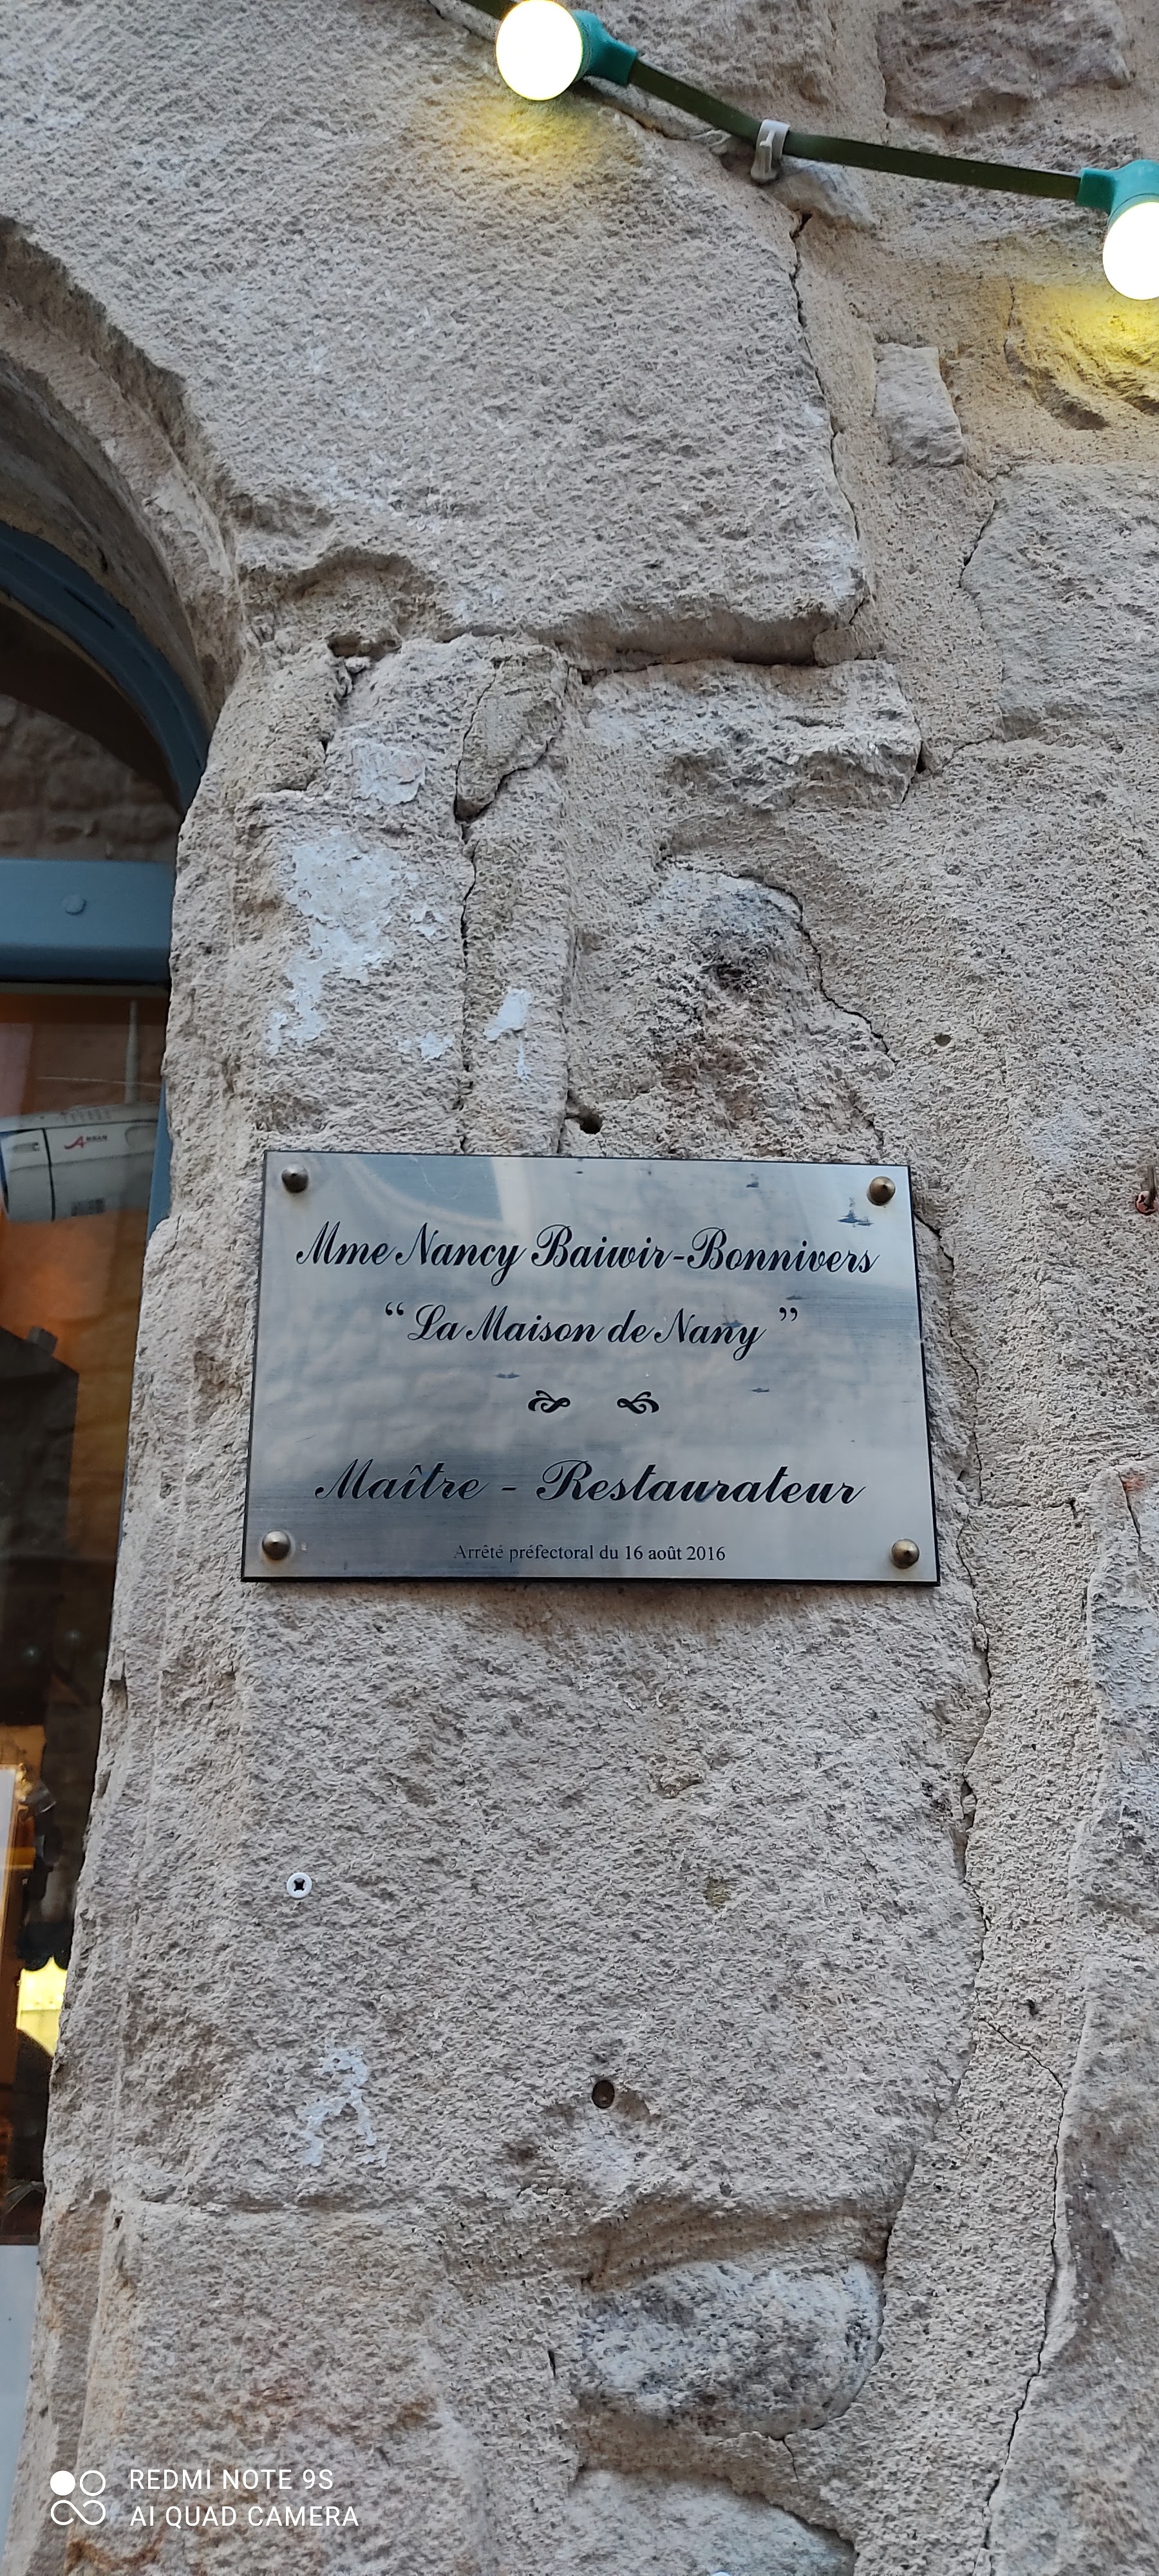 Mme Nancy Baiwir-Bonnivers
“ La Maison de Nany ”
Maître - Restaurateur
Arrêté préfectoral du 16 août 2016
REDMI NOTE 9S
AI QUAD CAMERA